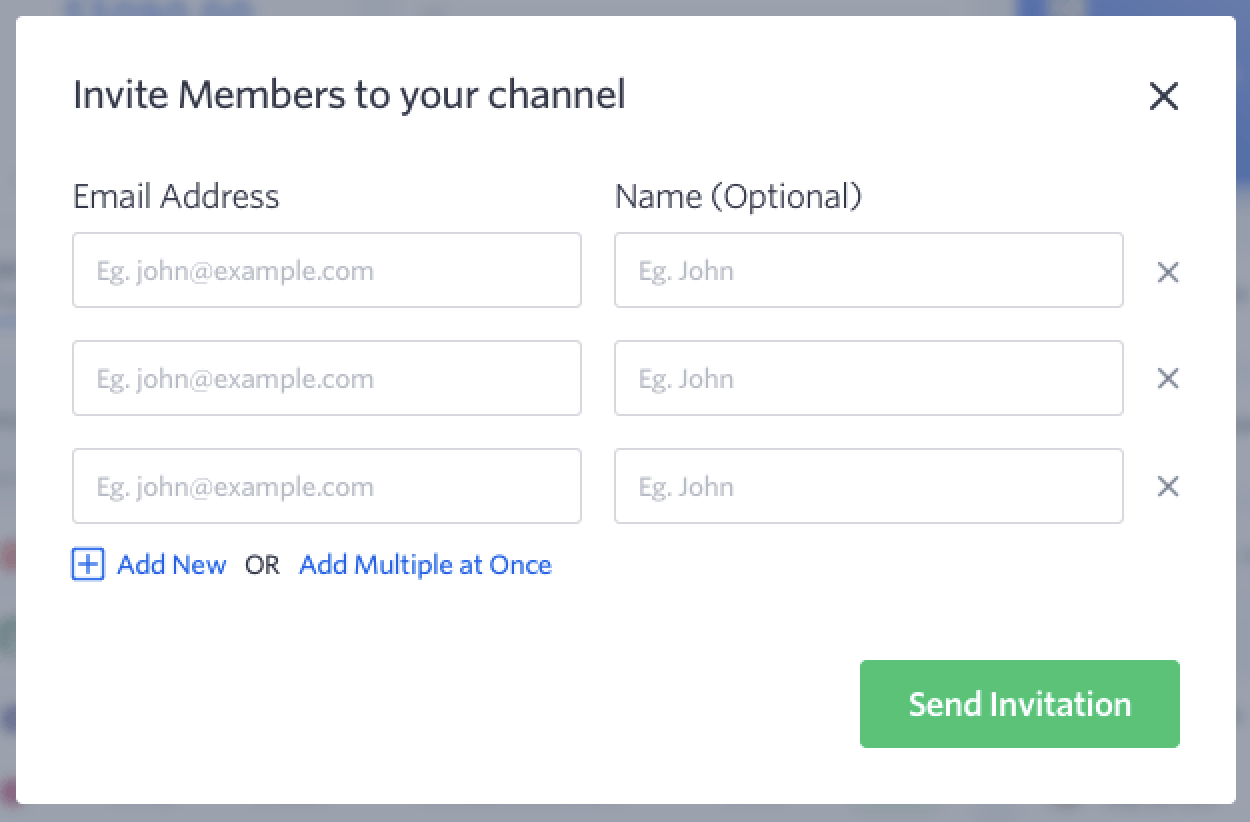 Invite Members to your channel
Email Address Name (Optional)
Eg. john@example.com Eg. John
Eg. john@example.com Eg. John
Eg. john@example.com Eg. John
Add New OR Add Multiple at Once
Send Invitation